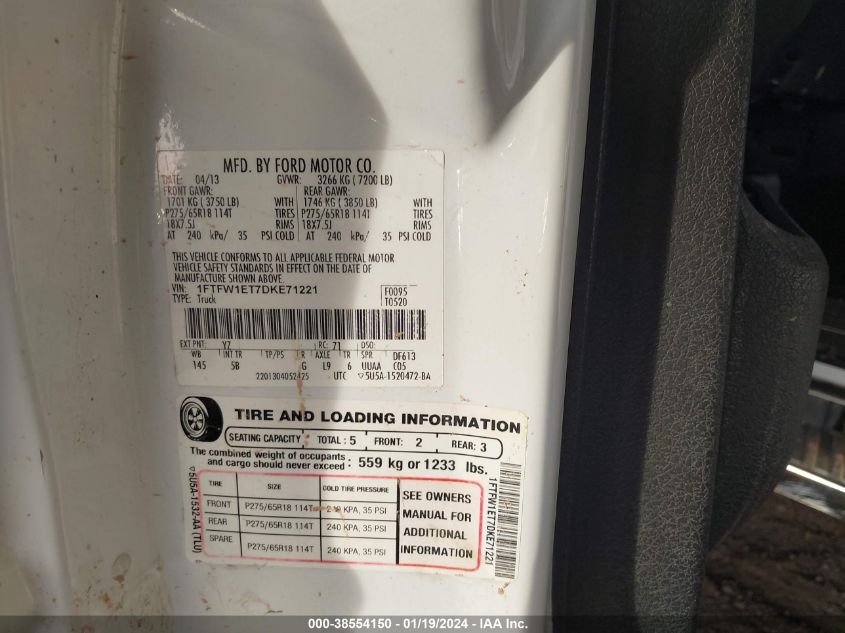 MFD. BY FORD MOTOR CO.
DATE: 04/13 GVWR: 3266 KG (7200 LB)
FRONT GAWR: REAR GAWR:
1701 KG (3750 LB) WITH 1746 KG (3850 LB) WITH
P275/65R18 114T TIRES P275/65R18 114T TIRES
18X7.5J RIMS 18X7.5J RIMS
AT 240 kPa/ 35 PSI COLD AT 240 kPa/ 35 PSI COLD
THIS VEHICLE CONFORMS TO ALL APPLICABLE FEDERAL MOTOR
VEHICLE SAFETY STANDARDS IN EFFECT ON THE DATE OF
MANUFACTURE SHOWN ABOVE.
VIN: 1FTFW1ET7DKE71221 F0095
TYPE: Truck T0520
EXT PNT: YZ RC: 71 DSO:
WB INT TR TP/PS R AXLE TR SPR DF613
145 SB G L9 6 UUAA C05
2201304052425 UTC ▽5U5A-1520472-BA
TIRE AND LOADING INFORMATION
SEATING CAPACITY: TOTAL: 5 FRONT: 2 REAR: 3
The combined weight of occupants
and cargo should never exceed: 559 kg or 1233 lbs.
TIRE SIZE COLD TIRE PRESSURE
FRONT P275/65R18 114T 240 KPA, 35 PSI
REAR P275/65R18 114T 240 KPA, 35 PSI
SPARE P275/65R18 114T 240 KPA, 35 PSI
SEE OWNERS
MANUAL FOR
ADDITIONAL
INFORMATION
▽5U5A-1532-AA (TLU)
1FTFW1ET7DKE71221
000-38554150 - 01/19/2024 - IAA Inc.